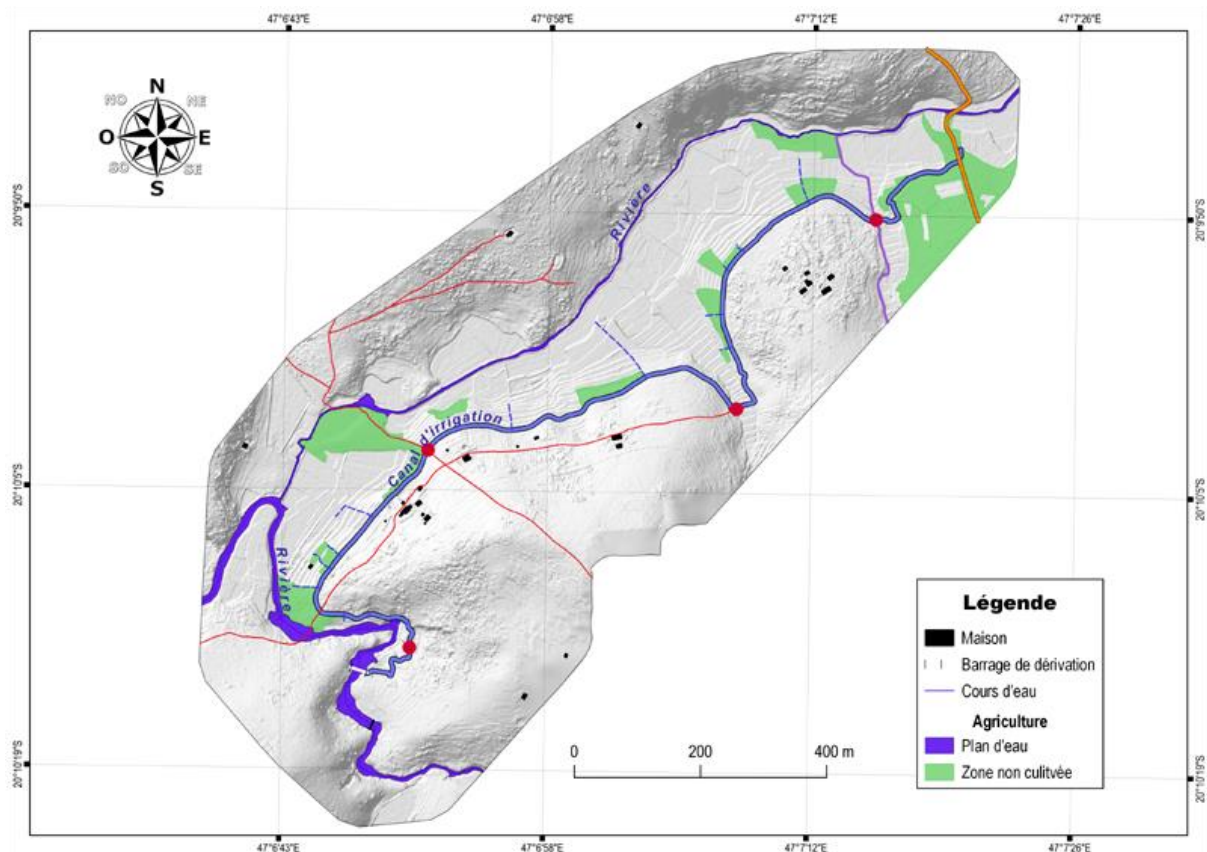 47°6'43"E 47°6'58"E 47°7'12"E 47°7'26"E
N
NO NE
O E
SO SE
S
20°9'50"S 20°9'50"S
Rivière
Canal d'irrigation
20°10'5"S 20°10'5"S
Rivière
Légende
Maison
Barrage de dérivation
Cours d'eau
Agriculture
Plan d'eau
Zone non culitvée
0 200 400 m
20°10'19"S 20°10'19"S
47°6'43"E 47°6'58"E 47°7'12"E 47°7'26"E